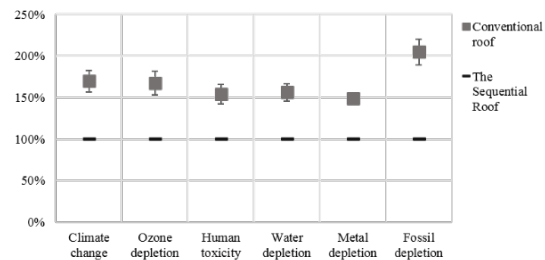 250%
200%
150%
100%
50%
0%
Climate
change
Ozone
depletion
Human
toxicity
Water
depletion
Metal
depletion
Fossil
depletion
Conventional
roof
The
Sequential
Roof